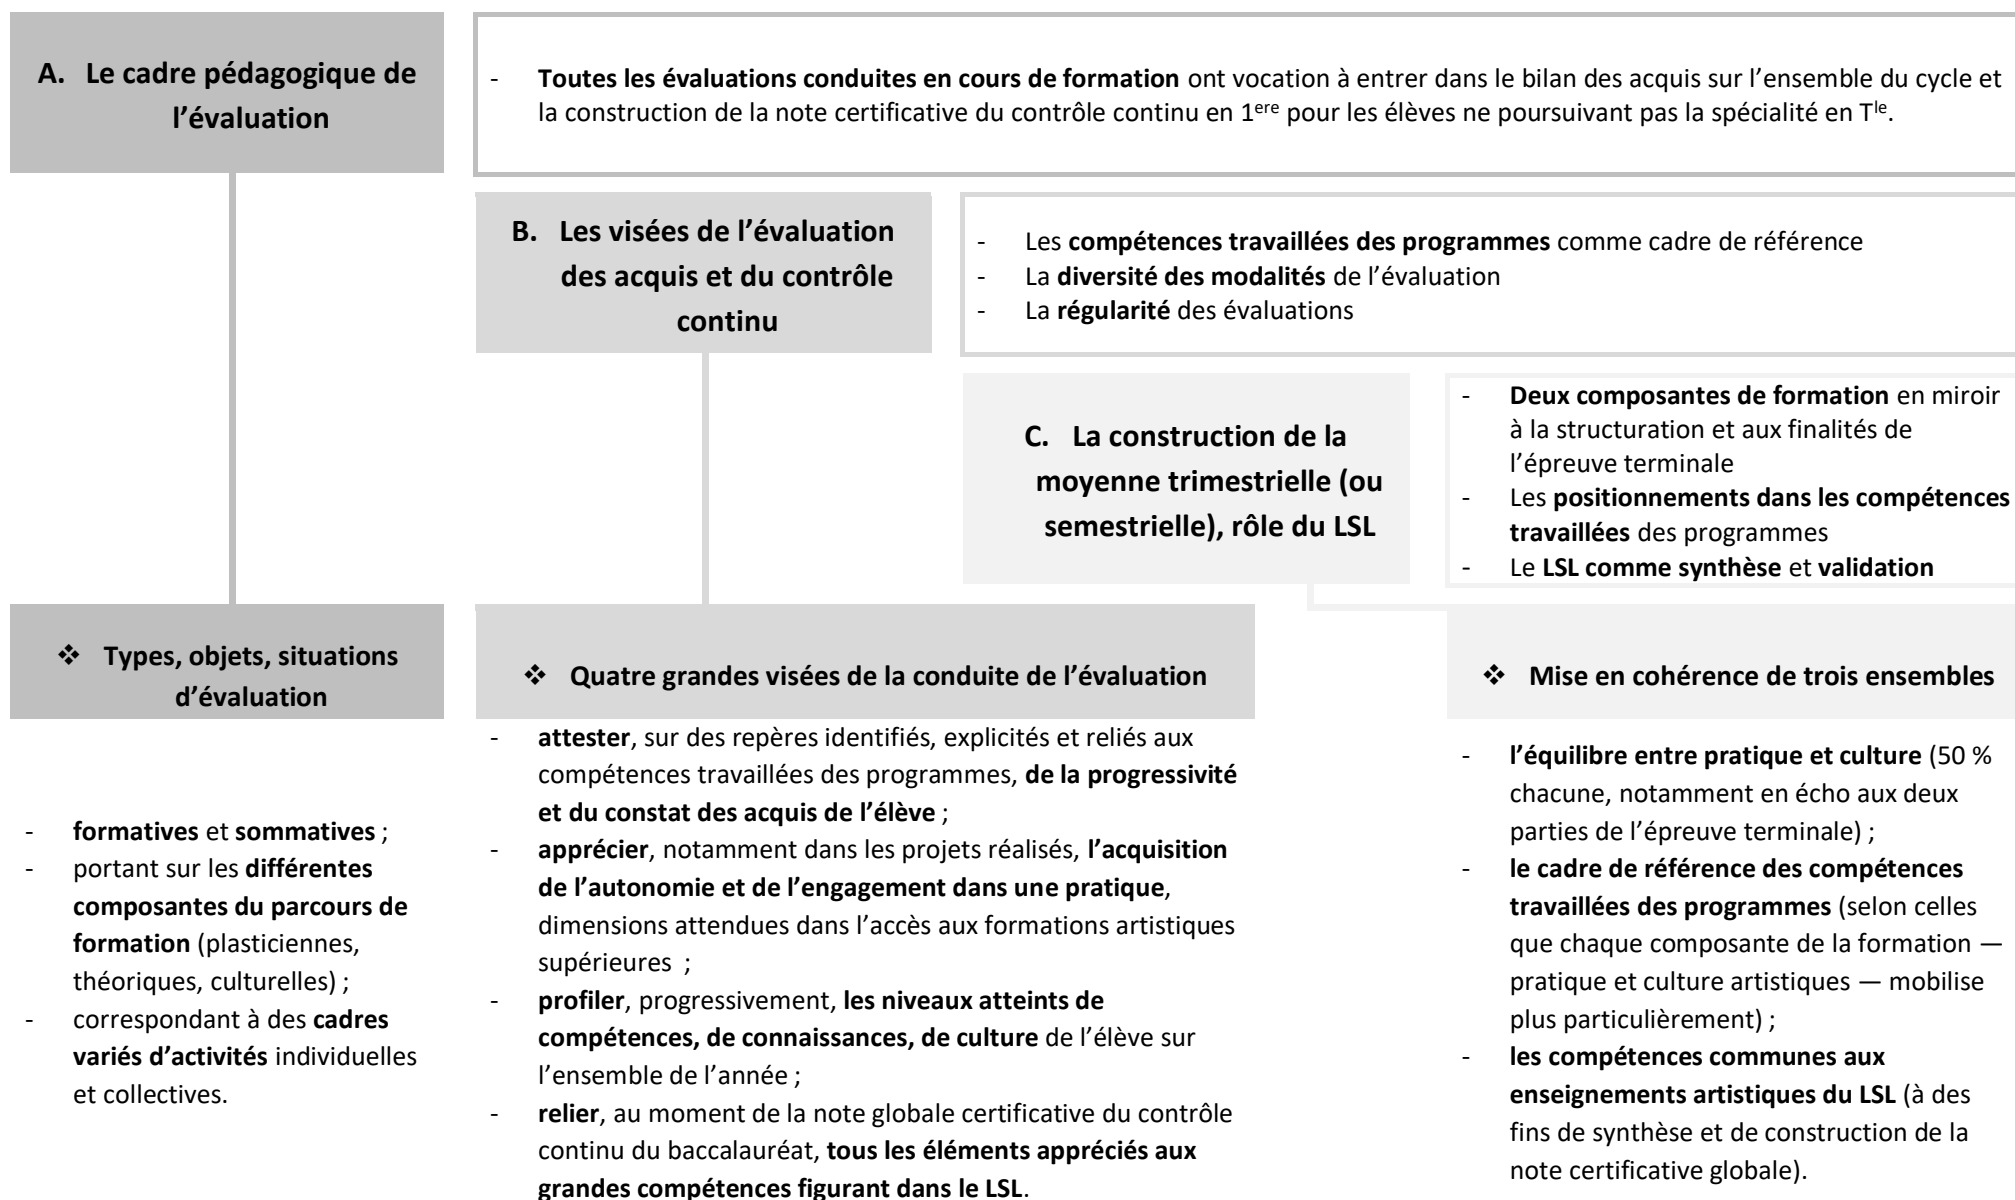 A. Le cadre pédagogique de
l’évaluation
- Toutes les évaluations conduites en cours de formation ont vocation à entrer dans le bilan des acquis sur l’ensemble du cycle et
la construction de la note certificative du contrôle continu en 1ere pour les élèves ne poursuivant pas la spécialité en Tle.
B. Les visées de l’évaluation
des acquis et du contrôle
continu
- Les compétences travaillées des programmes comme cadre de référence
- La diversité des modalités de l’évaluation
- La régularité des évaluations
C. La construction de la
moyenne trimestrielle (ou
semestrielle), rôle du LSL
- Deux composantes de formation en miroir
à la structuration et aux finalités de
l’épreuve terminale
- Les positionnements dans les compétences
travaillées des programmes
- Le LSL comme synthèse et validation
❖ Types, objets, situations
d’évaluation
- formatives et sommatives ;
- portant sur les différentes
composantes du parcours de
formation (plasticiennes,
théoriques, culturelles) ;
- correspondant à des cadres
variés d’activités individuelles
et collectives.
❖ Quatre grandes visées de la conduite de l’évaluation
- attester, sur des repères identifiés, explicités et reliés aux
compétences travaillées des programmes, de la progressivité
et du constat des acquis de l’élève ;
- apprécier, notamment dans les projets réalisés, l’acquisition
de l’autonomie et de l’engagement dans une pratique,
dimensions attendues dans l’accès aux formations artistiques
supérieures ;
- profiler, progressivement, les niveaux atteints de
compétences, de connaissances, de culture de l’élève sur
l’ensemble de l’année ;
- relier, au moment de la note globale certificative du contrôle
continu du baccalauréat, tous les éléments appréciés aux
grandes compétences figurant dans le LSL.
❖ Mise en cohérence de trois ensembles
- l’équilibre entre pratique et culture (50 %
chacune, notamment en écho aux deux
parties de l’épreuve terminale) ;
- le cadre de référence des compétences
travaillées des programmes (selon celles
que chaque composante de la formation —
pratique et culture artistiques — mobilise
plus particulièrement) ;
- les compétences communes aux
enseignements artistiques du LSL (à des
fins de synthèse et de construction de la
note certificative globale).